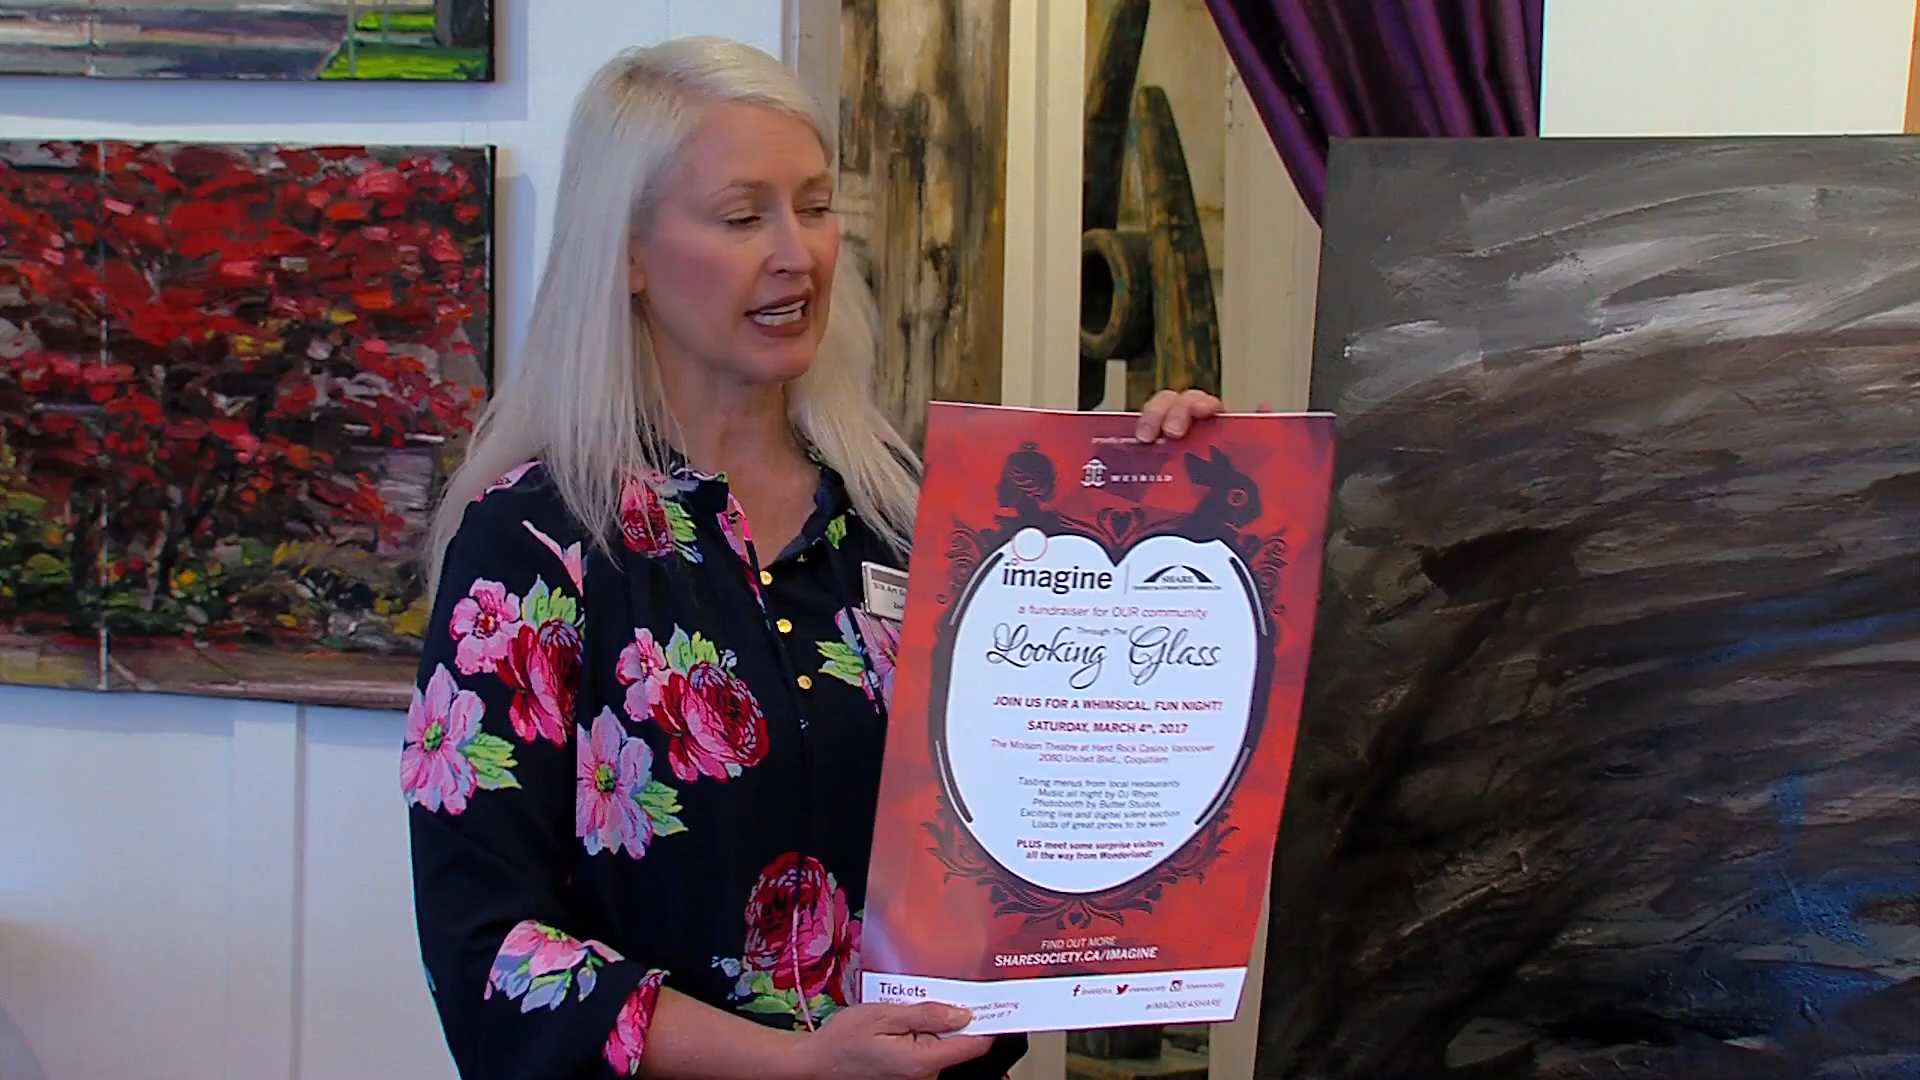 WESBILD
imagine
SHARE
a fundraiser for OUR community
Through The
Looking Glass
JOIN US FOR A WHIMSICAL, FUN NIGHT!
SATURDAY, MARCH 4th, 2017
The Molson Theatre at Hard Rock Casino Vancouver
2080 United Blvd., Coquitlam
Tasting menus from local restaurants
Music all night by DJ Rhyno
Photobooth by Butter Studios
Exciting live and digital silent auction
Loads of great prizes to be won
PLUS meet some surprise visitors
all the way from Wonderland!
FIND OUT MORE
SHARESOCIETY.CA/IMAGINE
Tickets
Seating
price of 7
#IMAGINE4SHARE